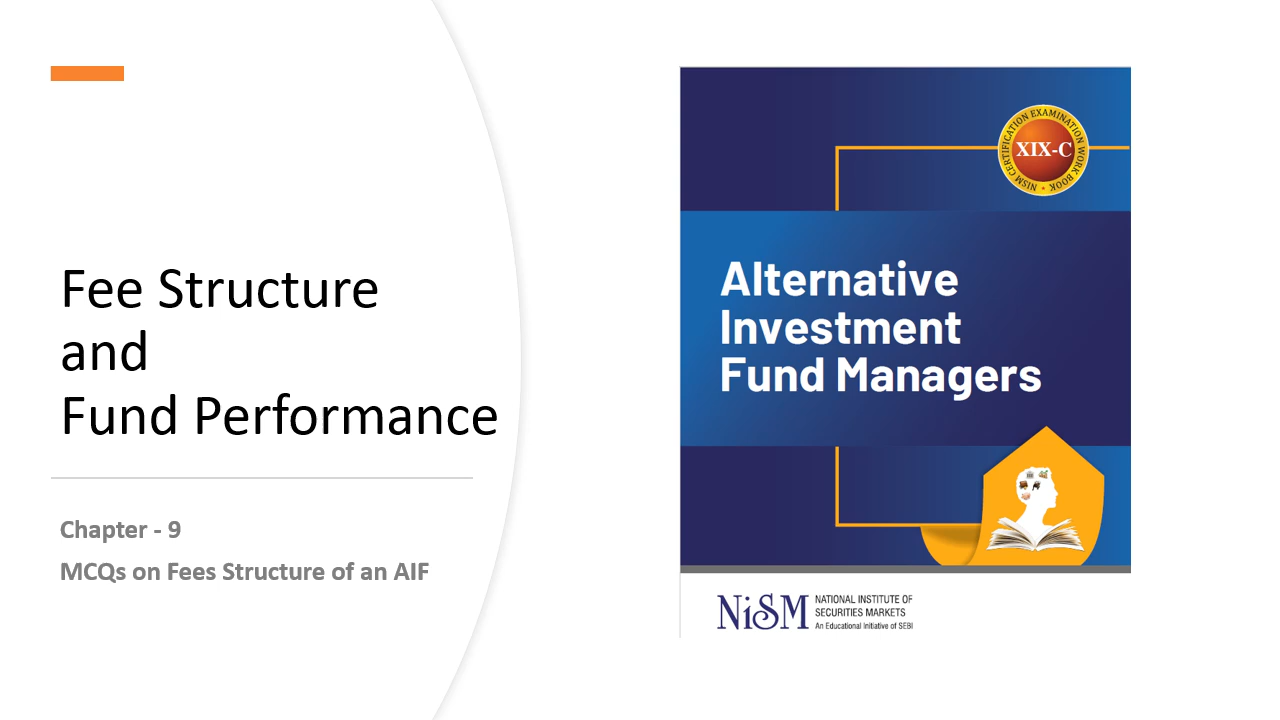 Fee Structure
and
Fund Performance
Chapter - 9
MCQs on Fees Structure of an AIF
NISM CERTIFICATION EXAMINATION WORK BOOK
XIX-C
Alternative
Investment
Fund Managers
NiSM
NATIONAL INSTITUTE OF
SECURITIES MARKETS
An Educational Initiative of SEBI